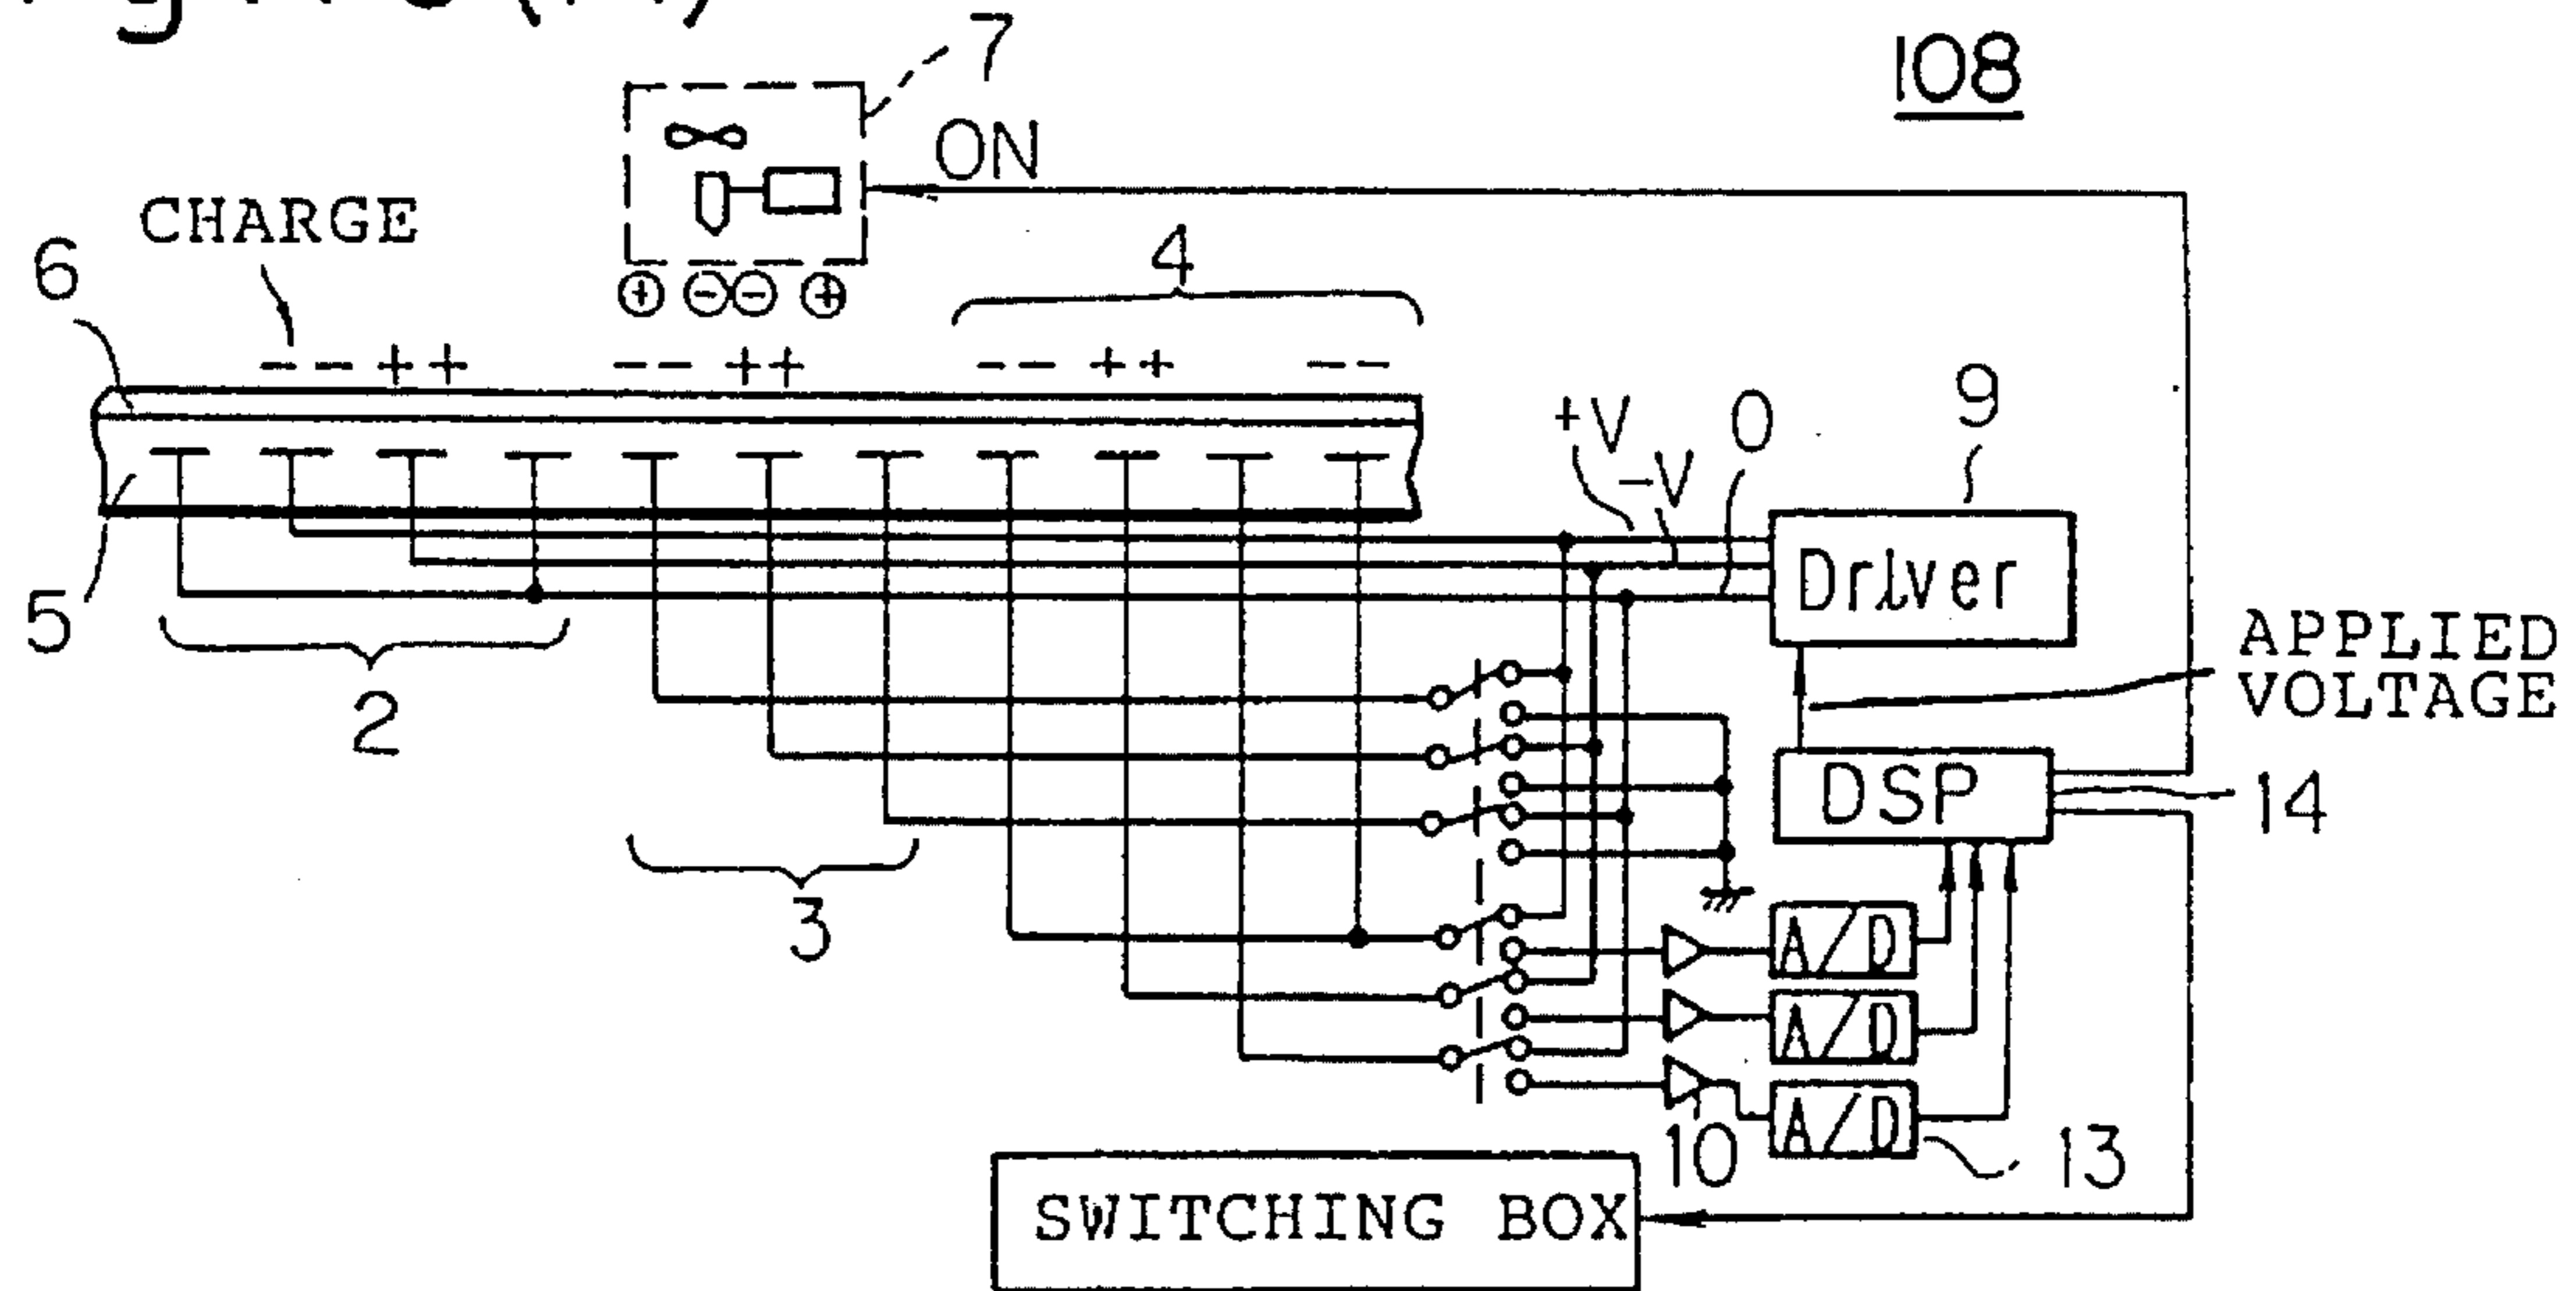 7
108
ON
CHARGE
6
4
⊕ ⊖⊖ ⊕
-- ++ -- ++ -- ++ --
+V
-V
0
9
Driver
5
2
APPLIED
VOLTAGE
DSP
14
3
A/D
A/D
A/D
10
13
SWITCHING BOX